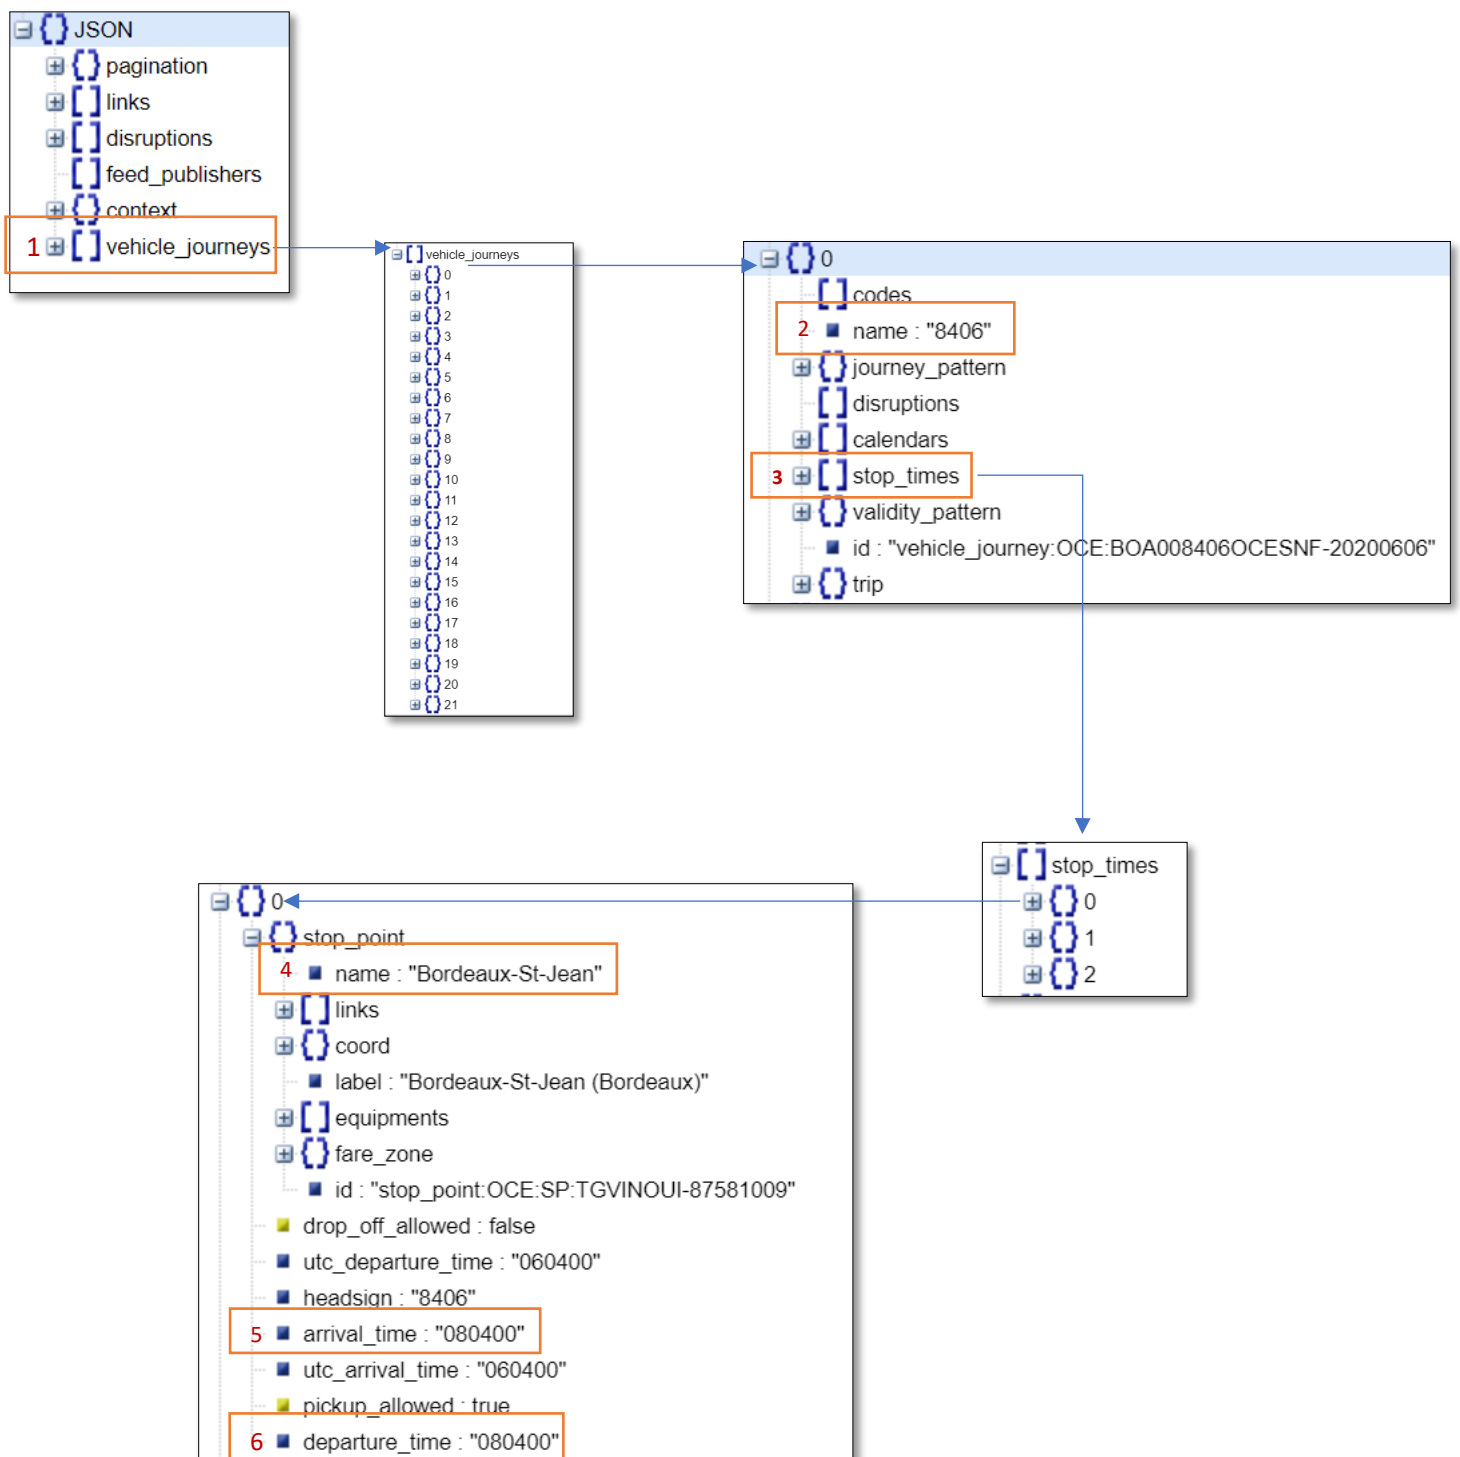 JSON
pagination
links
disruptions
feed_publishers
context
1 vehicle_journeys
vehicle_journeys
0
1
2
3
4
5
6
7
8
9
10
11
12
13
14
15
16
17
18
19
20
21
0
codes
2 name : "8406"
journey_pattern
disruptions
calendars
3 stop_times
validity_pattern
id : "vehicle_journey:OCE:BOA008406OCESNF-20200606"
trip
stop_times
0
1
2
0
stop_point
4 name : "Bordeaux-St-Jean"
links
coord
label : "Bordeaux-St-Jean (Bordeaux)"
equipments
fare_zone
id : "stop_point:OCE:SP:TGVINOUI-87581009"
drop_off_allowed : false
utc_departure_time : "060400"
headsign : "8406"
5 arrival_time : "080400"
utc_arrival_time : "060400"
pickup_allowed : true
6 departure_time : "080400"